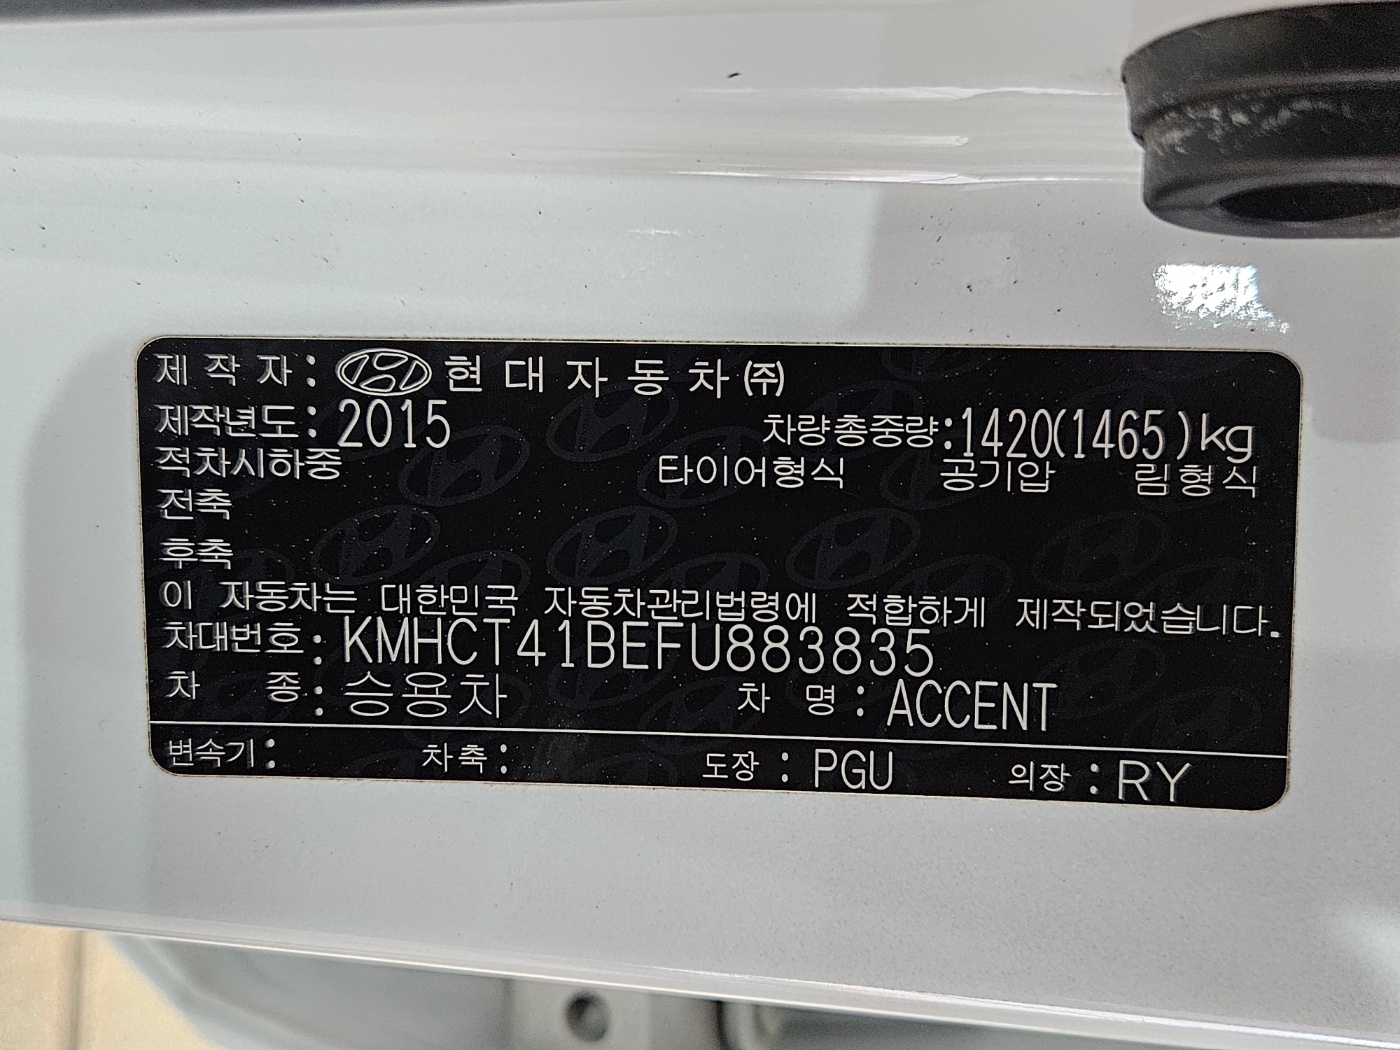 제 작 자 : 현 대 자 동 차 ㈜
제작년도 : 2015 차량총중량 : 1420(1465)kg
적차시하중 타이어형식 공기압 림형식
전축
후축
이 자동차는 대한민국 자동차관리법령에 적합하게 제작되었습니다.
차대번호 : KMHCT41BEFU883835
차 종 : 승용차 차 명 : ACCENT
변속기 : 차축 : 도장 : PGU 의장 : RY